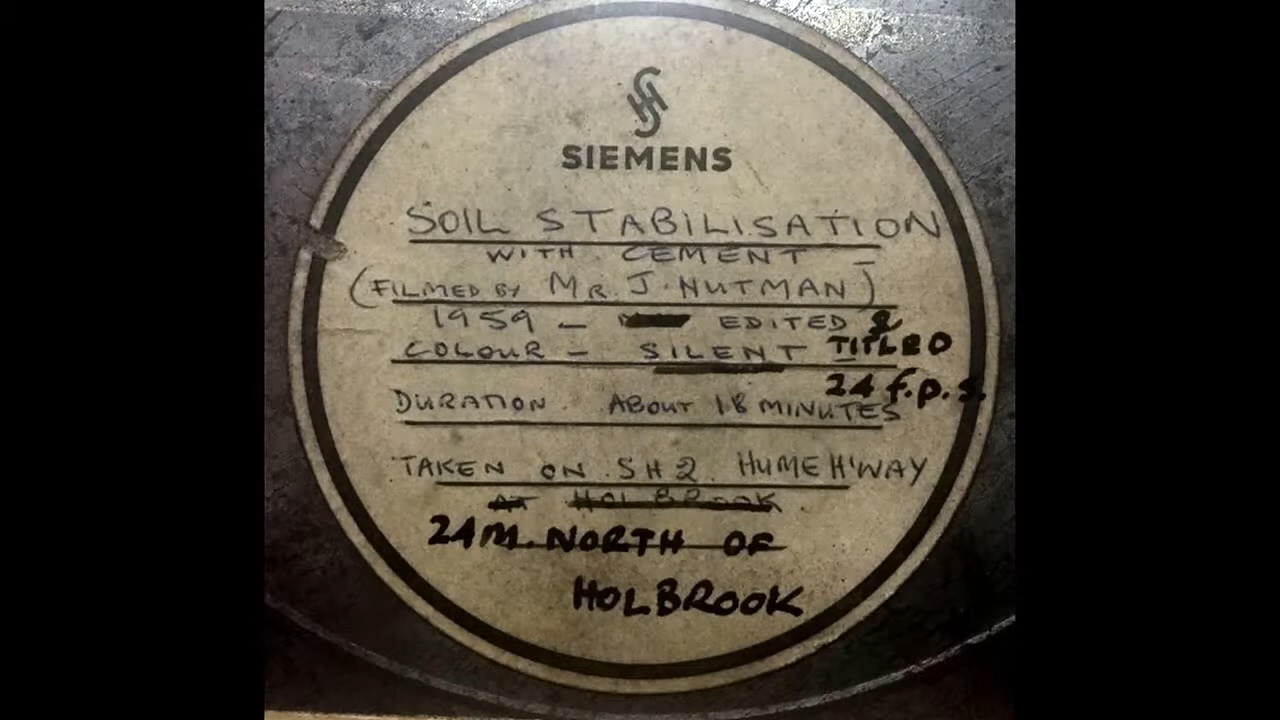 SIEMENS
SOIL STABILISATION
WITH CEMENT
(FILMED BY MR. J. NUTMAN)
1959 - EDITED &
COLOUR - SILENT TITLED
24 f.p.s.
DURATION ABOUT 18 MINUTES
TAKEN ON SH2 HUME H'WAY
AT HOLBROOK
24M. NORTH OF
HOLBROOK